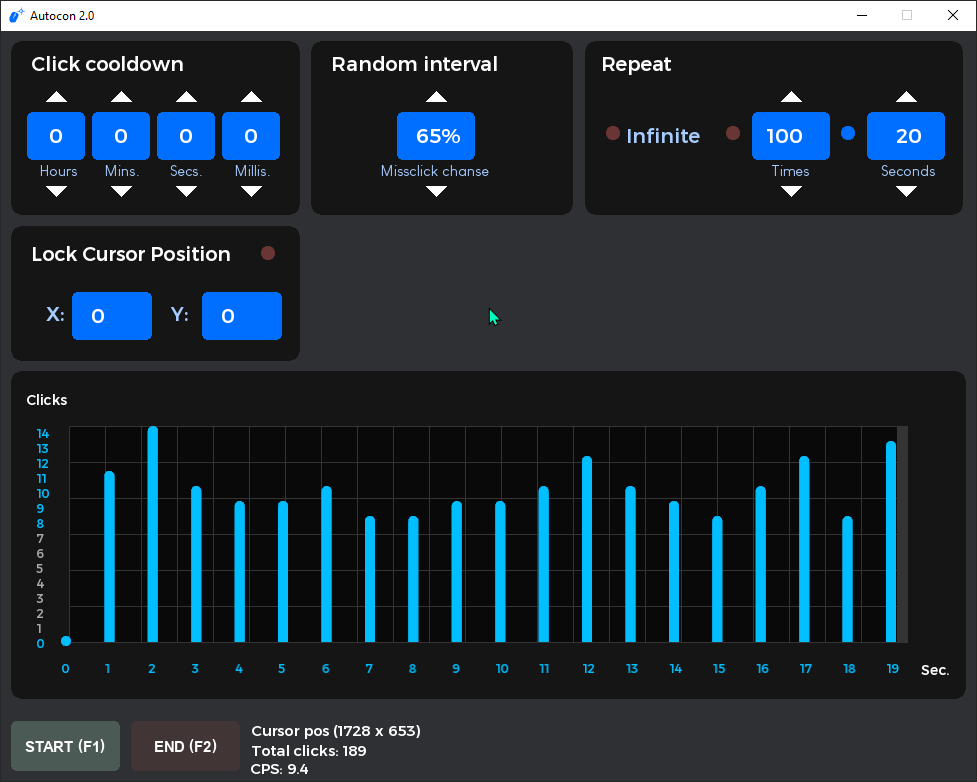 Autocon 2.0
Click cooldown
0 0 0 0
Hours Mins. Secs. Millis.
Random interval
65%
Missclick chanse
Repeat
Infinite 100 20
Times Seconds
Lock Cursor Position
X: 0 Y: 0
Clicks
14
13
12
11
10
9
8
7
6
5
4
3
2
1
0
0 1 2 3 4 5 6 7 8 9 10 11 12 13 14 15 16 17 18 19 Sec.
START (F1) END (F2)
Cursor pos (1728 x 653)
Total clicks: 189
CPS: 9.4